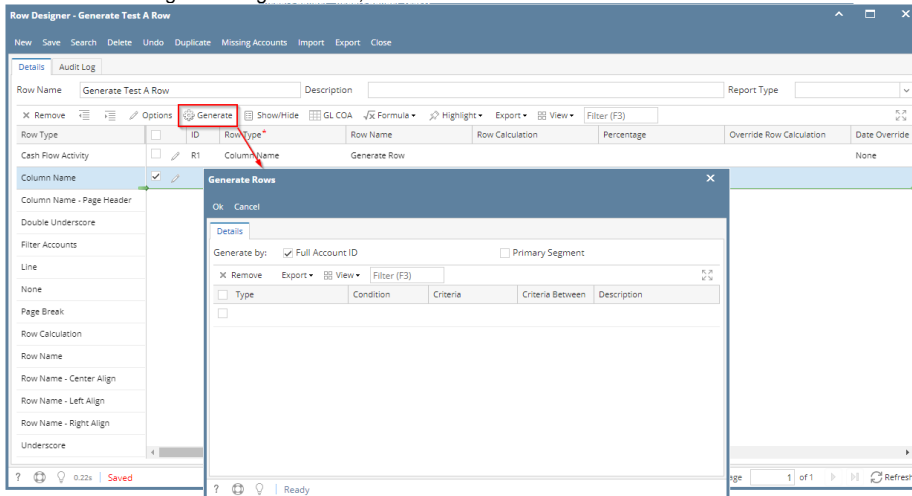 Row Designer - Generate Test A Row
New Save Search Delete Undo Duplicate Missing Accounts Import Export Close
Details Audit Log
Row Name Generate Test A Row Description Report Type
Remove Options Generate Show/Hide GL COA Formula Highlight Export View Filter (F3)
Row Type ID Row Type* Row Name Row Calculation Percentage Override Row Calculation Date Override
Cash Flow Activity R1 Column Name Generate Row None
Column Name
Generate Rows
Column Name - Page Header
Ok Cancel
Double Underscore
Details
Filter Accounts
Generate by: Full Account ID Primary Segment
Line
Remove Export View Filter (F3)
None
Type Condition Criteria Criteria Between Description
Page Break
Row Calculation
Row Name
Row Name - Center Align
Row Name - Left Align
Row Name - Right Align
Underscore
? 0.22s Saved
? Ready
age 1 of 1 Refresh